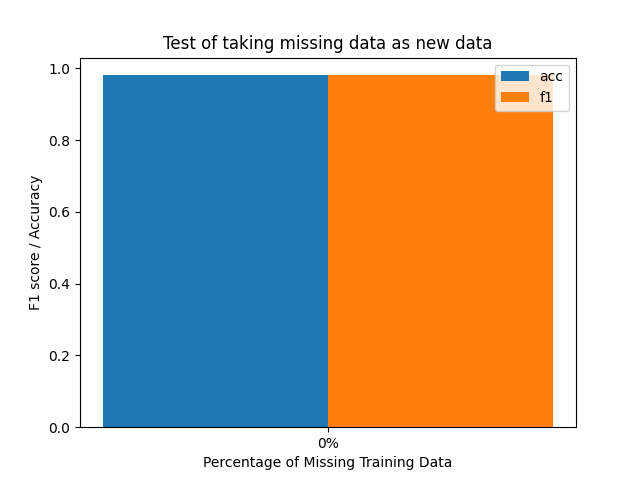 Test of taking missing data as new data
acc
f1
F1 score / Accuracy
1.0
0.8
0.6
0.4
0.2
0.0
0%
Percentage of Missing Training Data